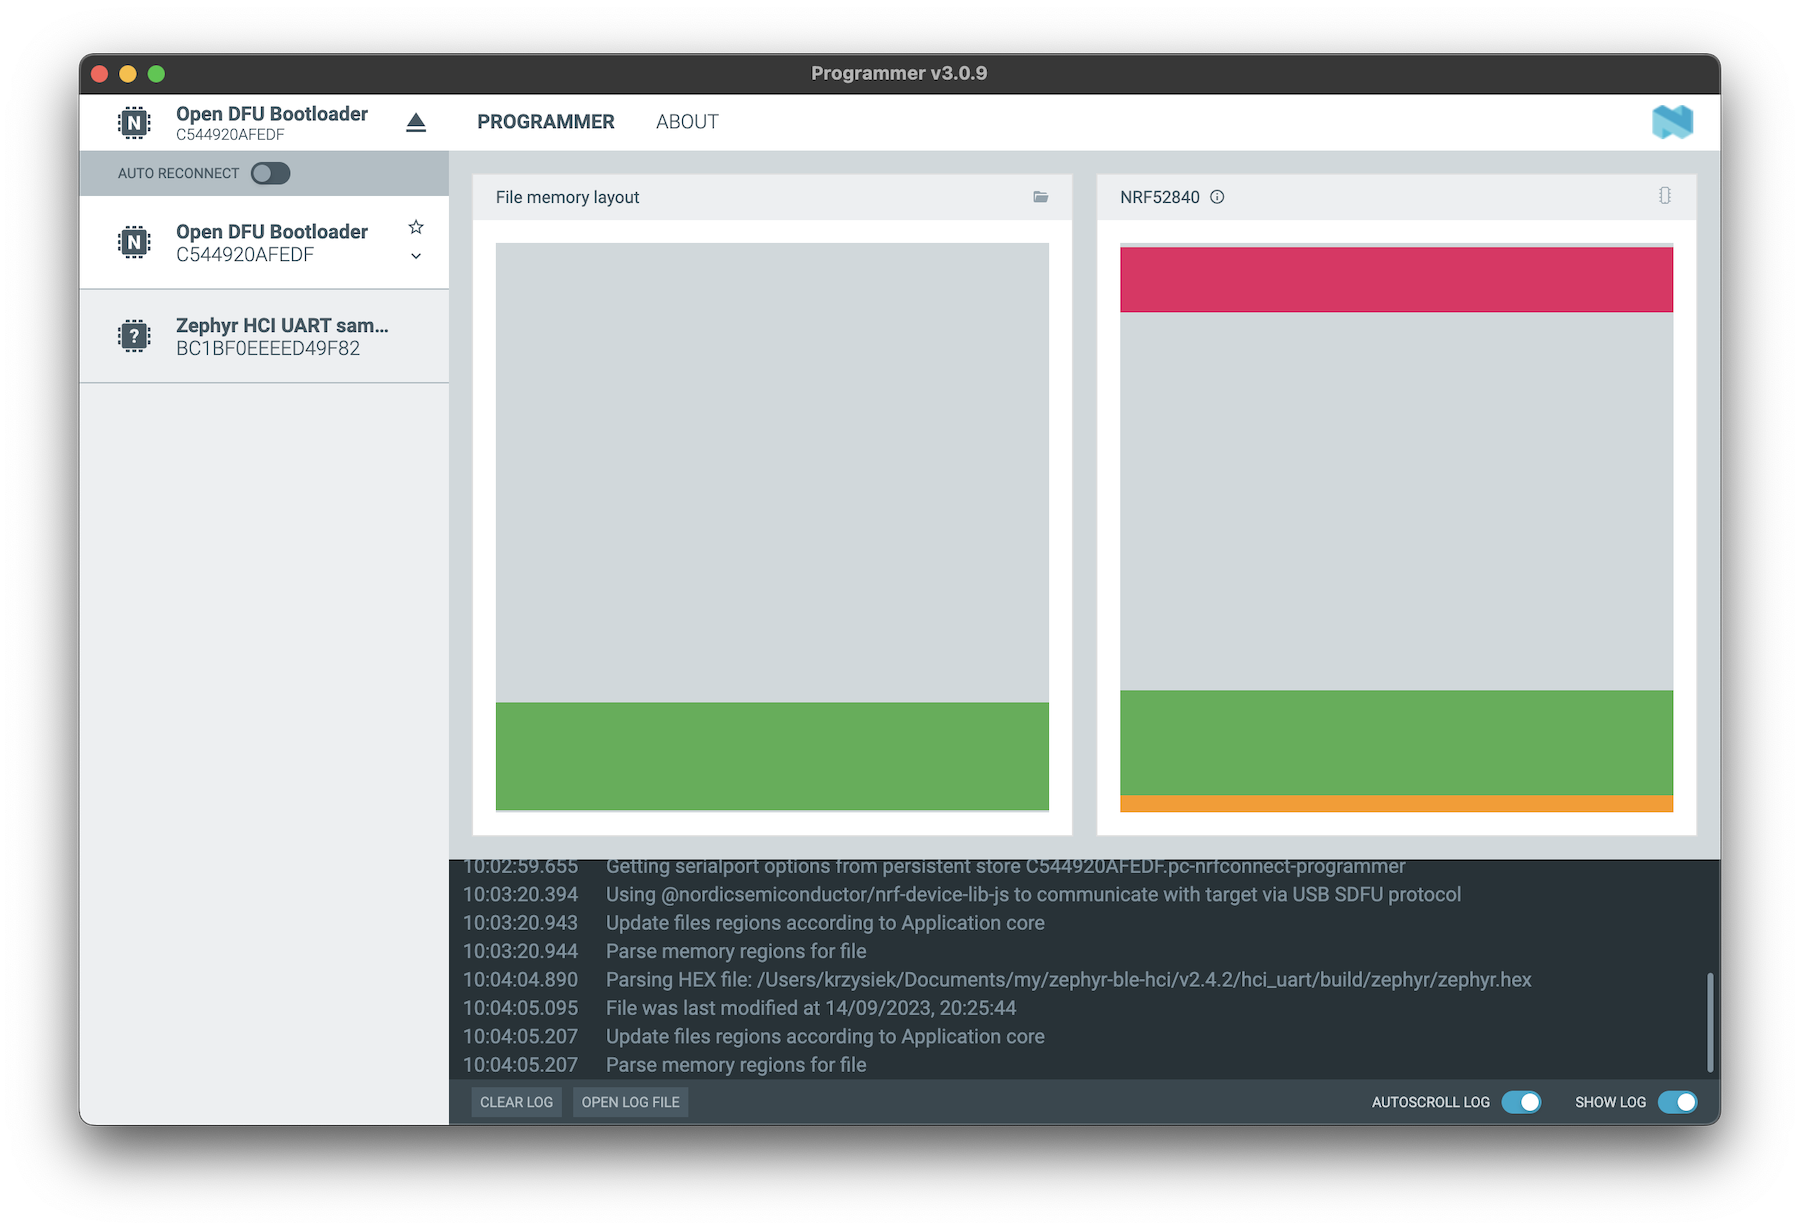 Programmer v3.0.9
Open DFU Bootloader
C544920AFEDF
PROGRAMMER
ABOUT
AUTO RECONNECT
Open DFU Bootloader
C544920AFEDF
Zephyr HCI UART sam...
BC1BF0EEEED49F82
File memory layout
NRF52840
10:02:59.655 Getting serialport options from persistent store C544920AFEDF.pc-nrfconnect-programmer
10:03:20.394 Using @nordicsemiconductor/nrf-device-lib-js to communicate with target via USB SDFU protocol
10:03:20.943 Update files regions according to Application core
10:03:20.944 Parse memory regions for file
10:04:04.890 Parsing HEX file: /Users/krzysiek/Documents/my/zephyr-ble-hci/v2.4.2/hci_uart/build/zephyr/zephyr.hex
10:04:05.095 File was last modified at 14/09/2023, 20:25:44
10:04:05.207 Update files regions according to Application core
10:04:05.207 Parse memory regions for file
CLEAR LOG
OPEN LOG FILE
AUTOSCROLL LOG
SHOW LOG